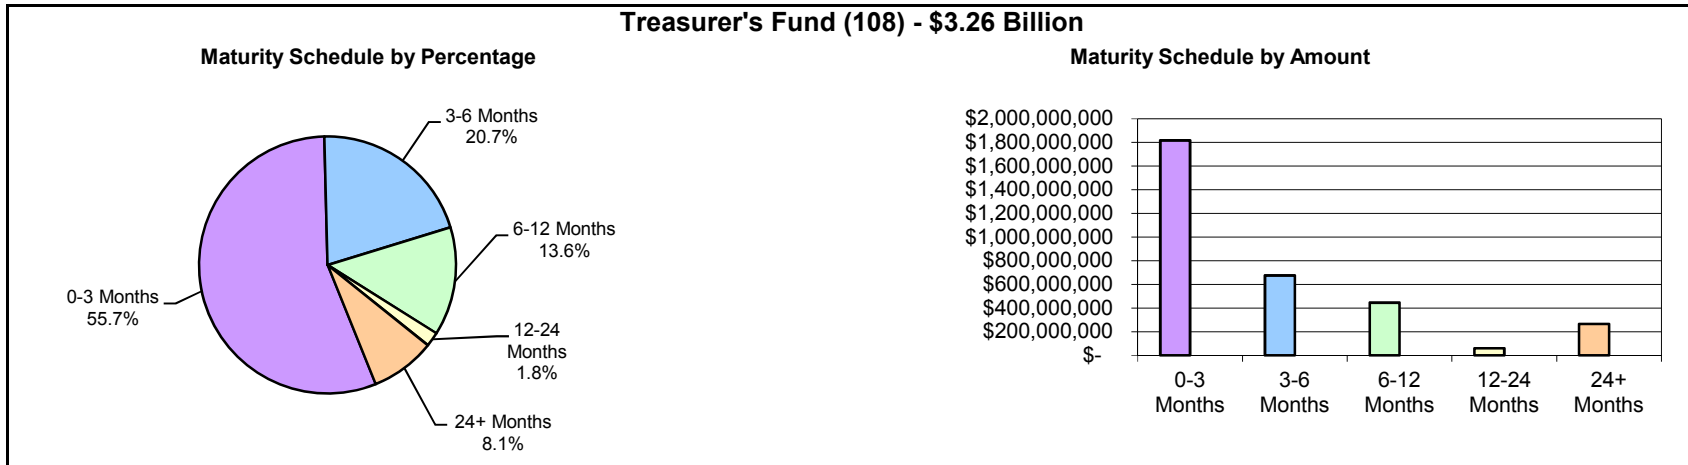 Treasurer's Fund (108) - $3.26 Billion
Maturity Schedule by Percentage
3-6 Months
20.7%
6-12 Months
13.6%
0-3 Months
55.7%
12-24
Months
1.8%
24+ Months
8.1%
Maturity Schedule by Amount
$2,000,000,000
$1,800,000,000
$1,600,000,000
$1,400,000,000
$1,200,000,000
$1,000,000,000
$800,000,000
$600,000,000
$400,000,000
$200,000,000
$-
0-3
Months
3-6
Months
6-12
Months
12-24
Months
24+
Months